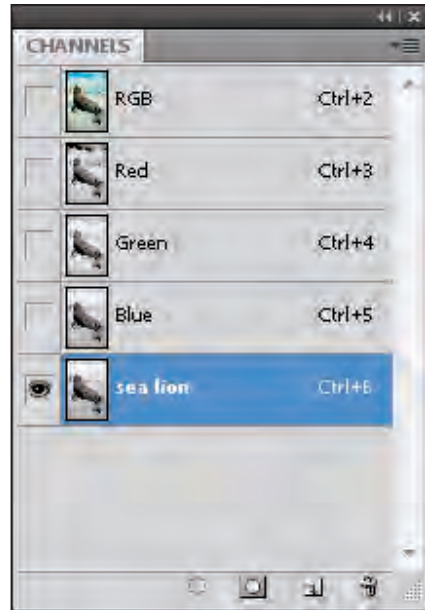 CHANNELS
RGB Ctrl+2
Red Ctrl+3
Green Ctrl+4
Blue Ctrl+5
sea lion Ctrl+6